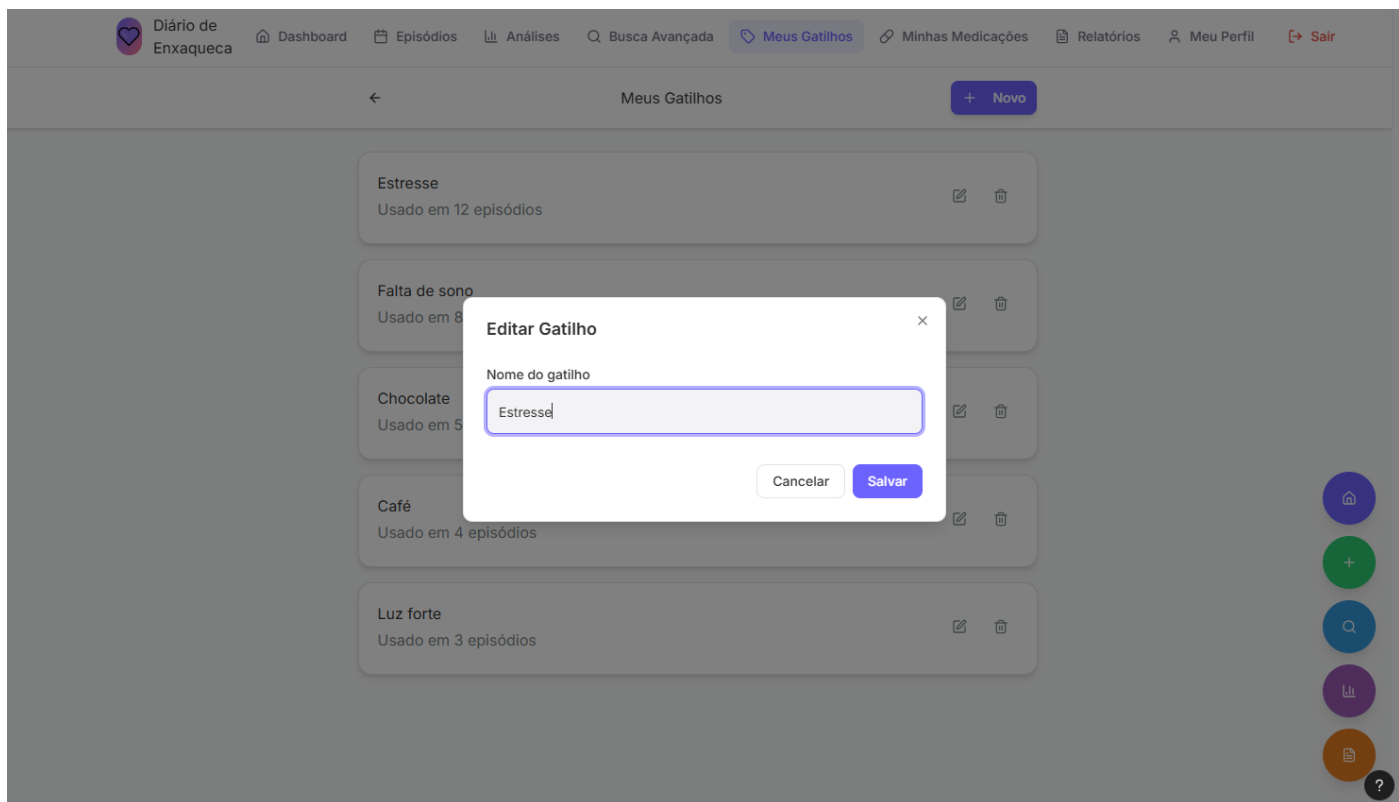 Diário de
Enxaqueca
Dashboard
Episódios
Análises
Busca Avançada
Meus Gatilhos
Minhas Medicações
Relatórios
Meu Perfil
Sair
Meus Gatilhos
+ Novo
Estresse
Usado em 12 episódios
Falta de sono
Usado em 8
Chocolate
Usado em 5
Café
Usado em 4 episódios
Luz forte
Usado em 3 episódios
Editar Gatilho
Nome do gatilho
Estresse
Cancelar
Salvar
?